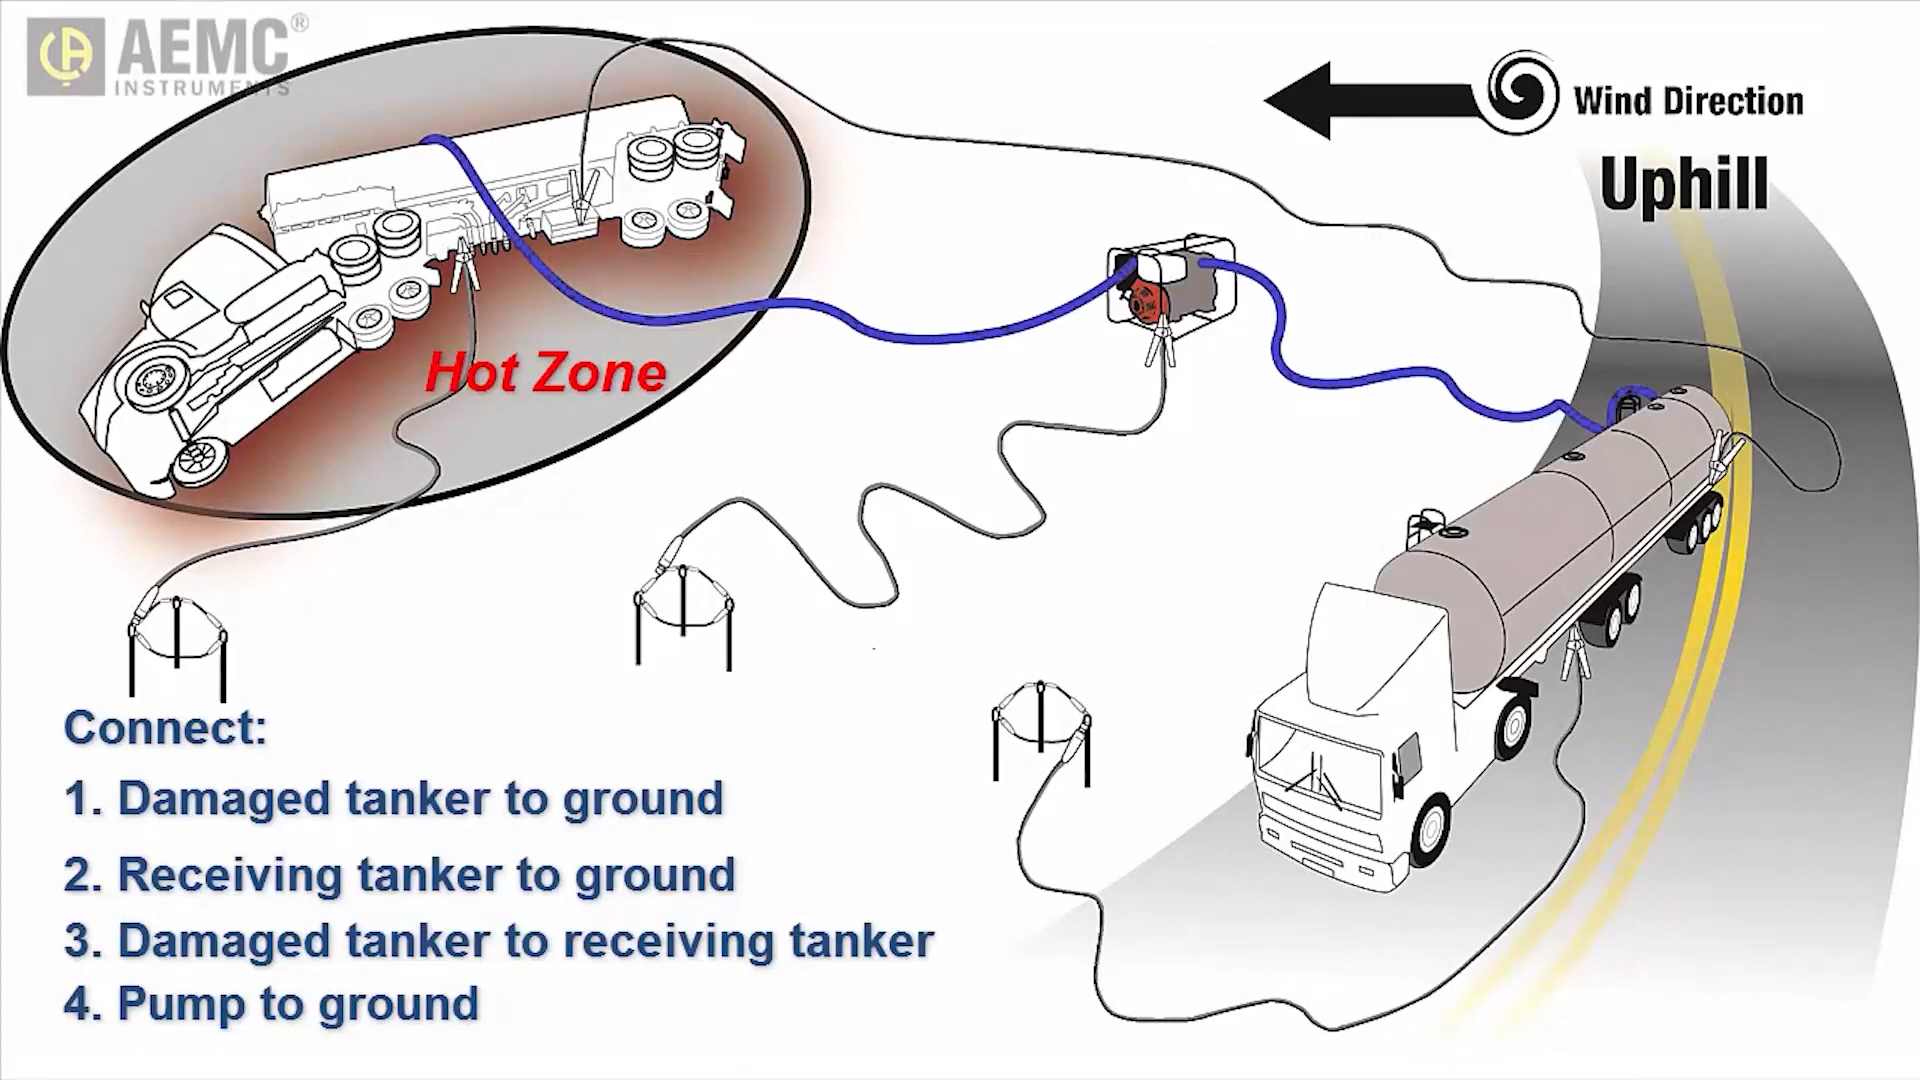 AEMC®
INSTRUMENTS
Wind Direction
Uphill
Hot Zone
Connect:
1. Damaged tanker to ground
2. Receiving tanker to ground
3. Damaged tanker to receiving tanker
4. Pump to ground